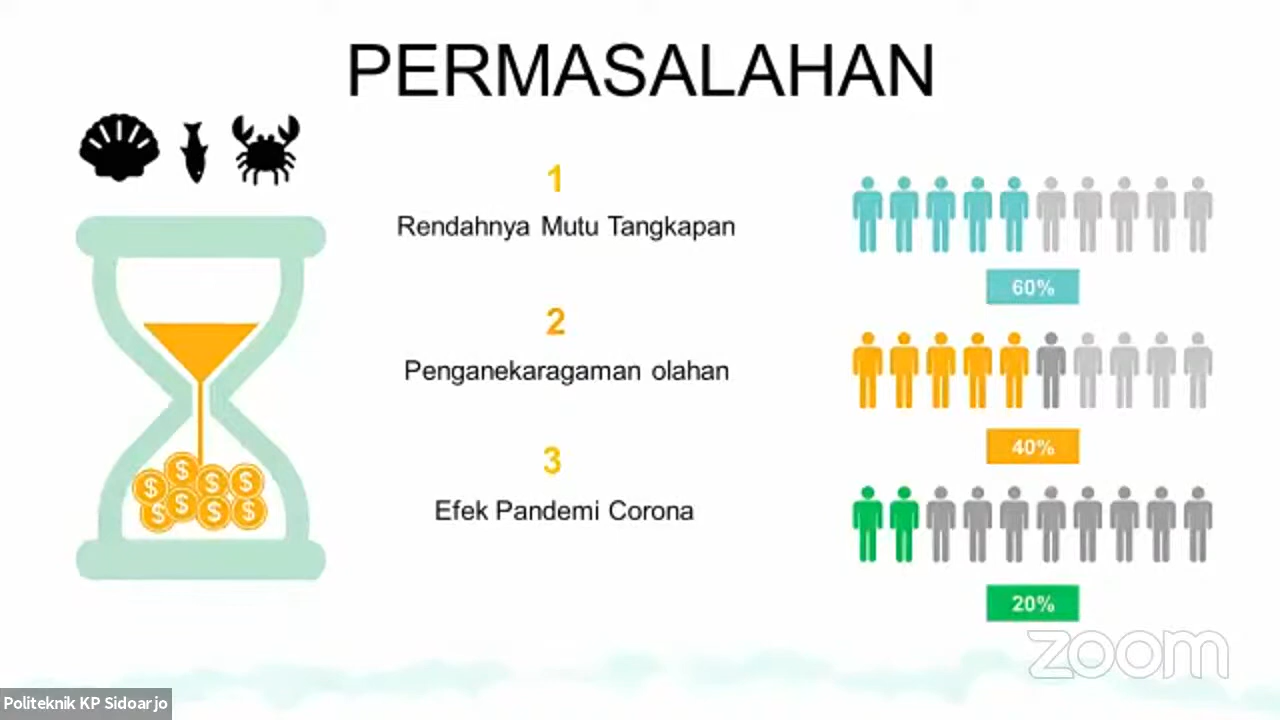 PERMASALAHAN
1
Rendahnya Mutu Tangkapan
60%
2
Penganekaragaman olahan
40%
3
Efek Pandemi Corona
20%
$ $ $ $ $ $ $ $
zoom
Politeknik KP Sidoarjo